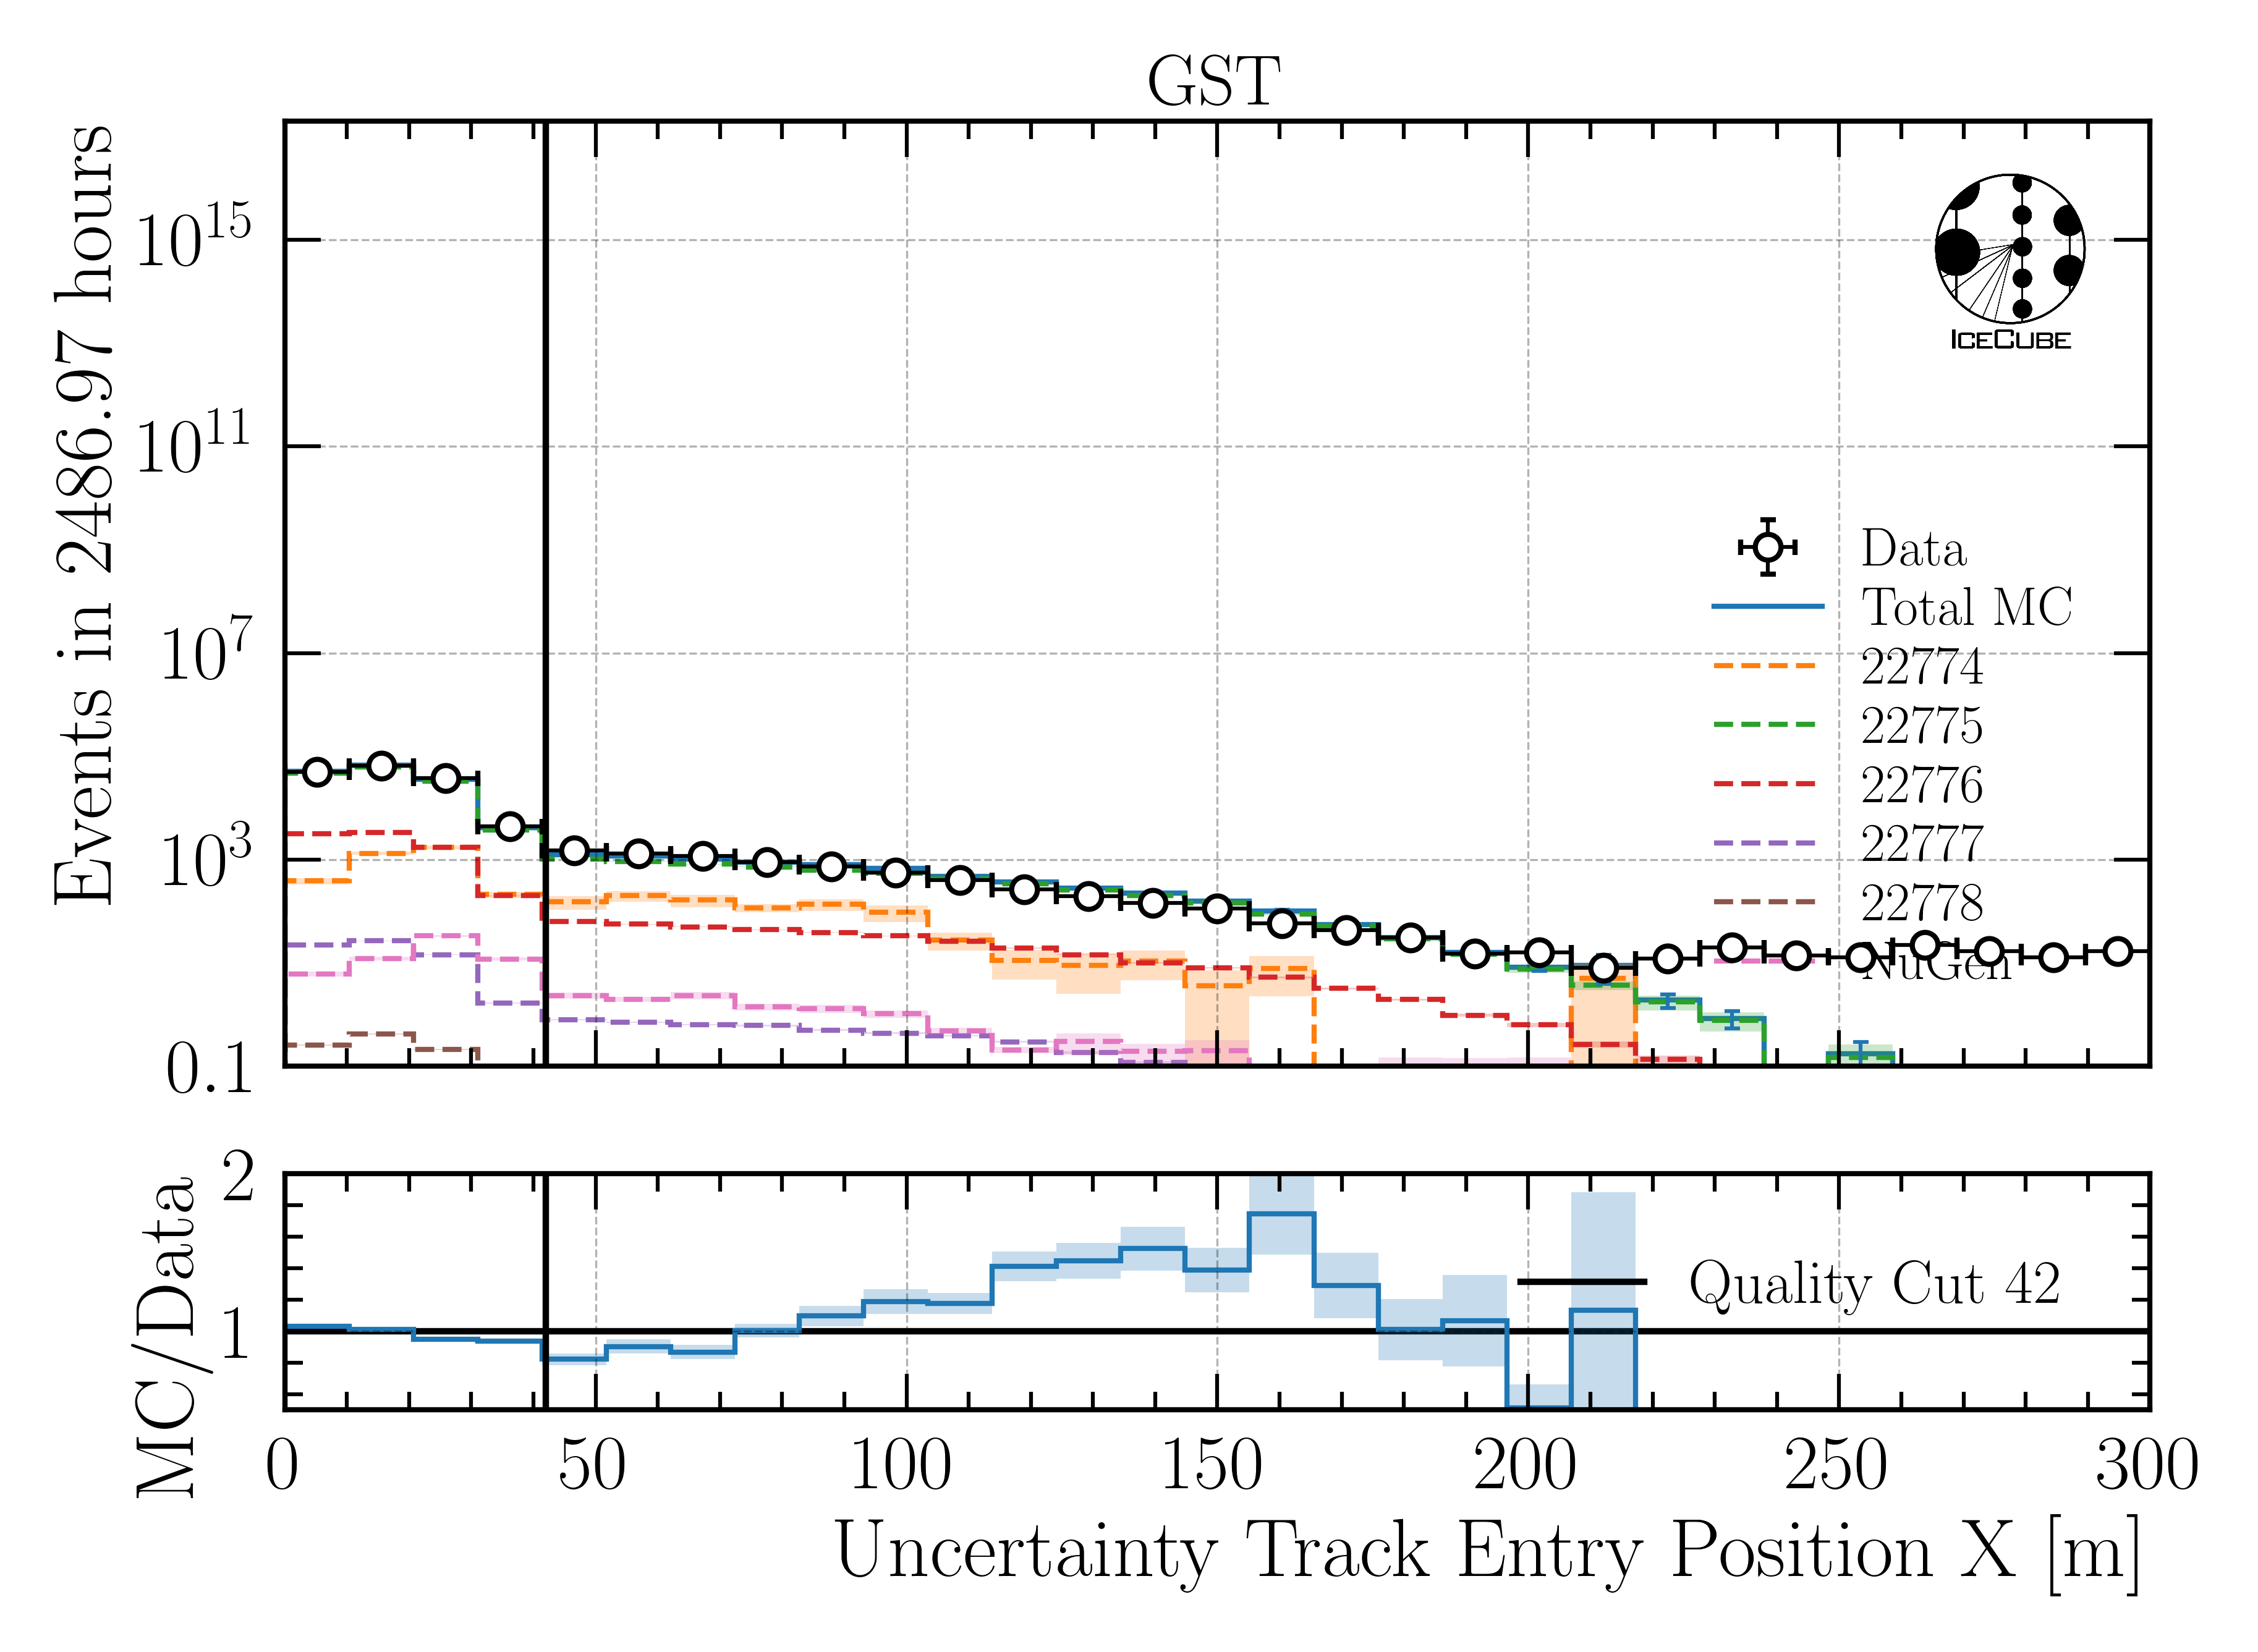 GST
Events in 2486.97 hours
10^15
10^11
10^7
10^3
0.1
ICECUBE
Data
Total MC
22774
22775
22776
22777
22778
NuGen
MC/Data
2
1
Quality Cut 42
0 50 100 150 200 250 300
Uncertainty Track Entry Position X [m]